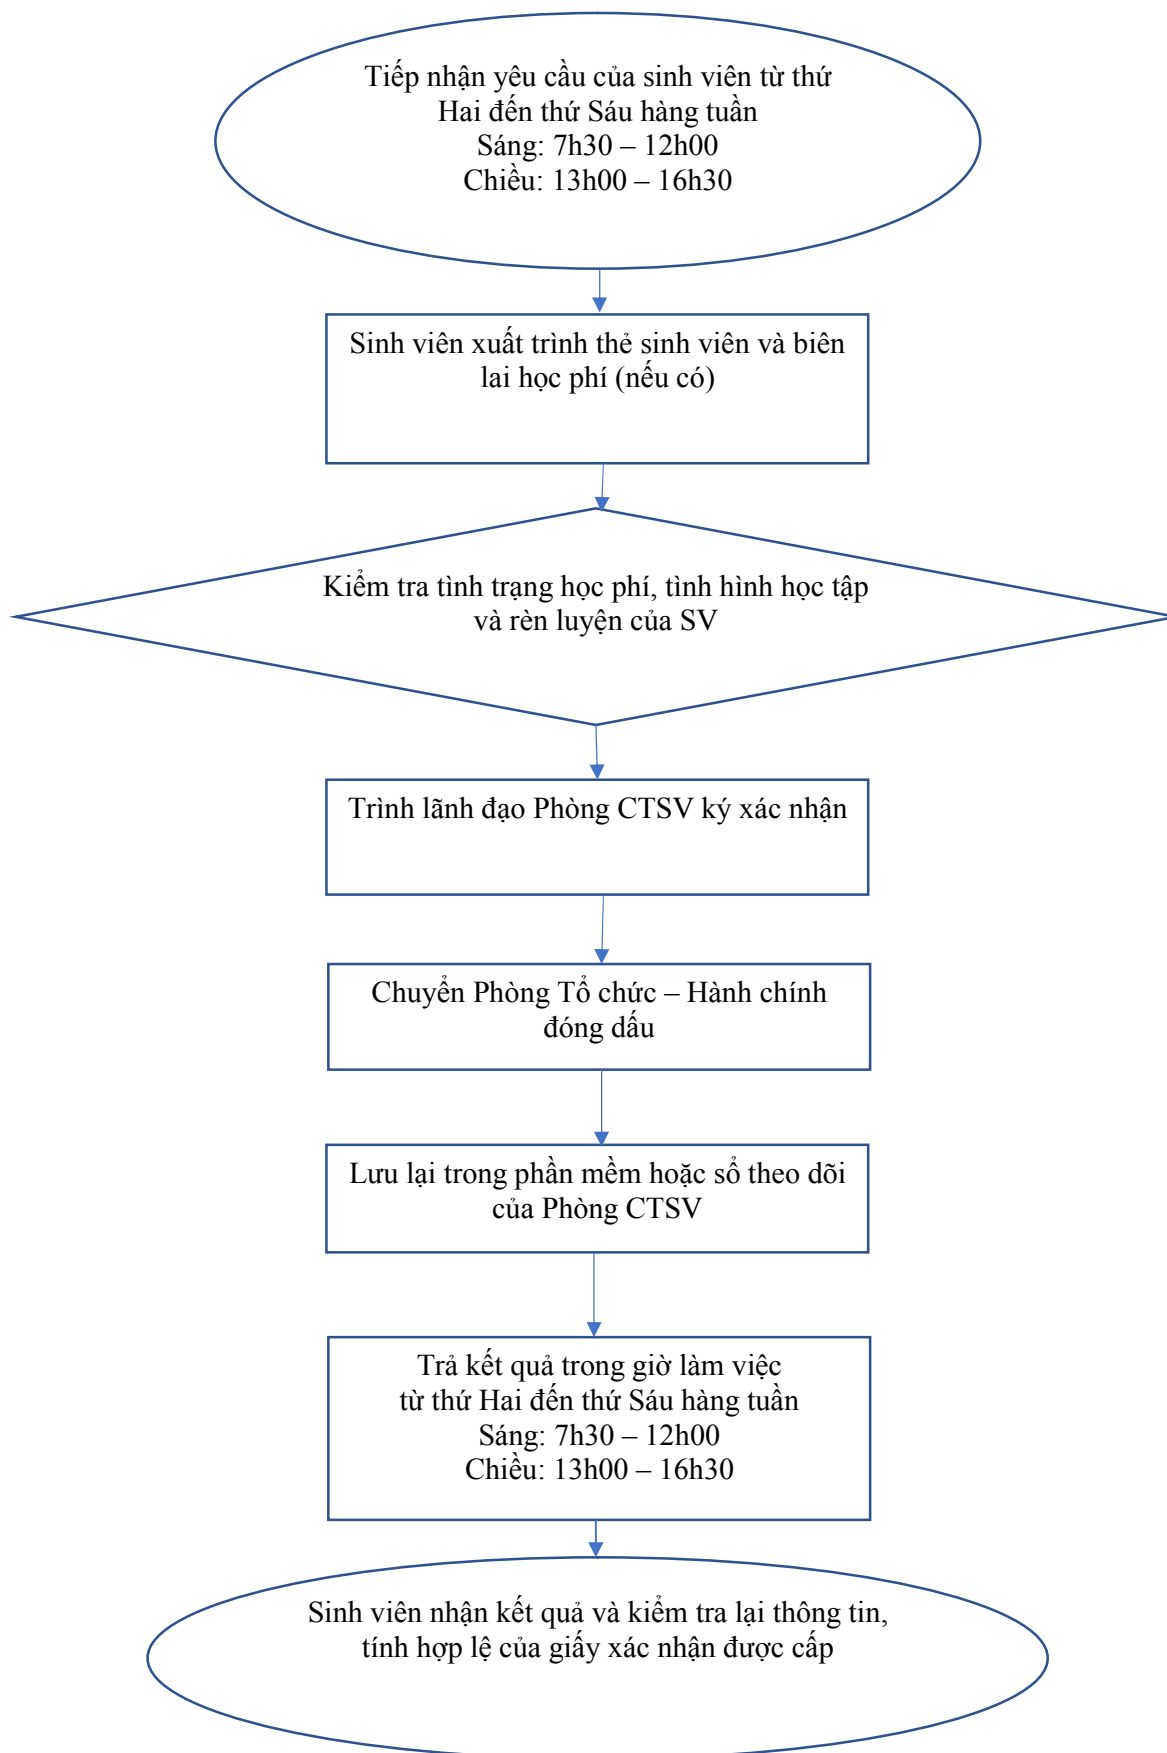 Tiếp nhận yêu cầu của sinh viên từ thứ
Hai đến thứ Sáu hàng tuần
Sáng: 7h30 – 12h00
Chiều: 13h00 – 16h30
Sinh viên xuất trình thẻ sinh viên và biên
lai học phí (nếu có)
Kiểm tra tình trạng học phí, tình hình học tập
và rèn luyện của SV
Trình lãnh đạo Phòng CTSV ký xác nhận
Chuyển Phòng Tổ chức – Hành chính
đóng dấu
Lưu lại trong phần mềm hoặc sổ theo dõi
của Phòng CTSV
Trả kết quả trong giờ làm việc
từ thứ Hai đến thứ Sáu hàng tuần
Sáng: 7h30 – 12h00
Chiều: 13h00 – 16h30
Sinh viên nhận kết quả và kiểm tra lại thông tin,
tính hợp lệ của giấy xác nhận được cấp